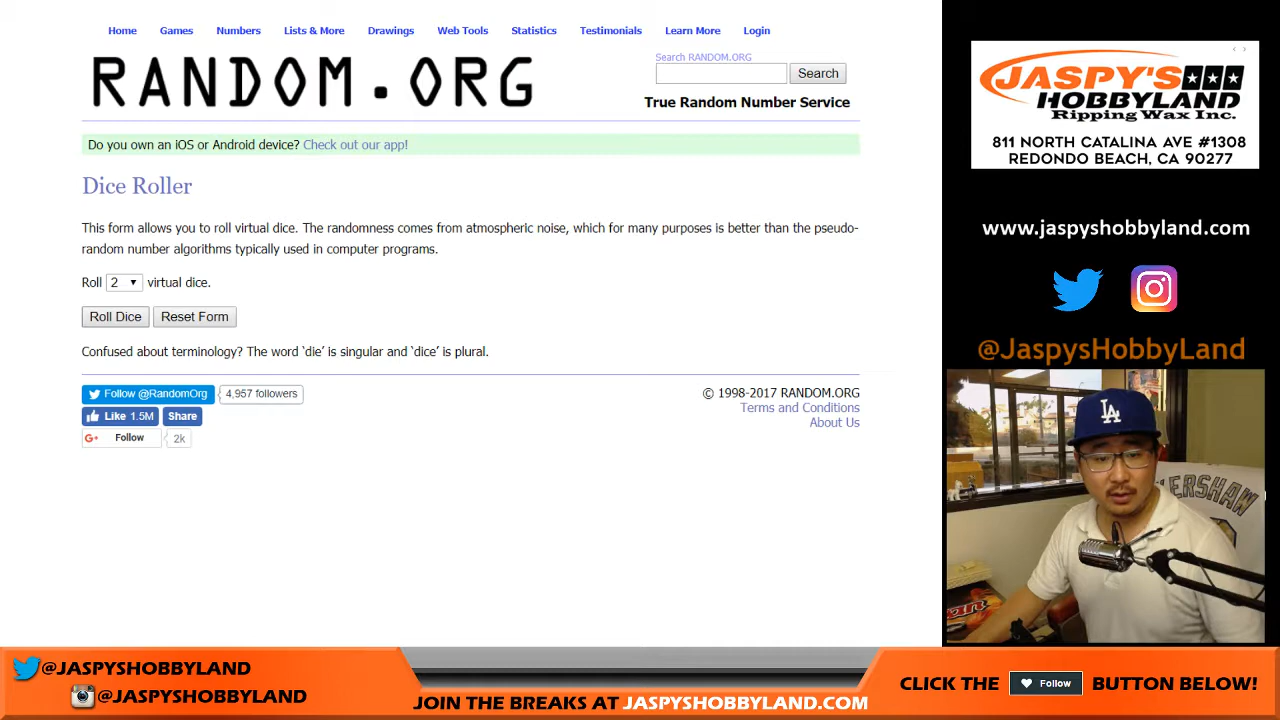 Home Games Numbers Lists & More Drawings Web Tools Statistics Testimonials Learn More Login
RANDOM.ORG
Search RANDOM.ORG
Search
True Random Number Service
Do you own an iOS or Android device? Check out our app!
Dice Roller
This form allows you to roll virtual dice. The randomness comes from atmospheric noise, which for many purposes is better than the pseudo-
random number algorithms typically used in computer programs.
Roll 2 virtual dice.
Roll Dice Reset Form
Confused about terminology? The word ‘die’ is singular and ‘dice’ is plural.
Follow @RandomOrg 4,957 followers
Like 1.5M Share
G+ Follow 2k
© 1998-2017 RANDOM.ORG
Terms and Conditions
About Us
JASPY'S
HOBBYLAND
Ripping Wax Inc.
811 NORTH CATALINA AVE #1308
REDONDO BEACH, CA 90277
www.jaspyshobbyland.com
@JaspysHobbyLand
LA
ERSHAW
@JASPYSHOBBYLAND
@JASPYSHOBBYLAND
JOIN THE BREAKS AT JASPYSHOBBYLAND.COM
CLICK THE Follow BUTTON BELOW!